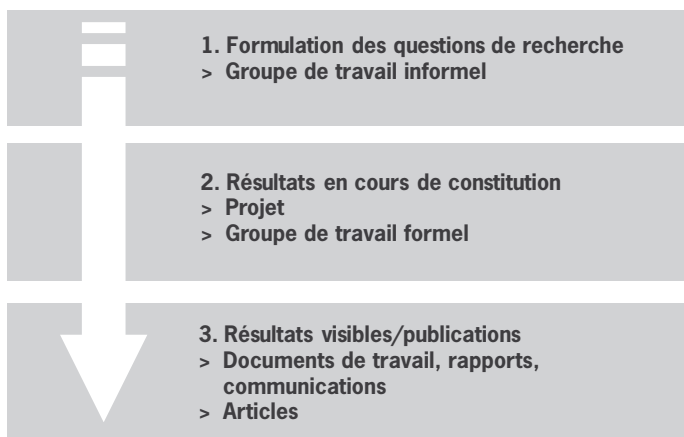 1. Formulation des questions de recherche
> Groupe de travail informel
2. Résultats en cours de constitution
> Projet
> Groupe de travail formel
3. Résultats visibles/publications
> Documents de travail, rapports,
communications
> Articles